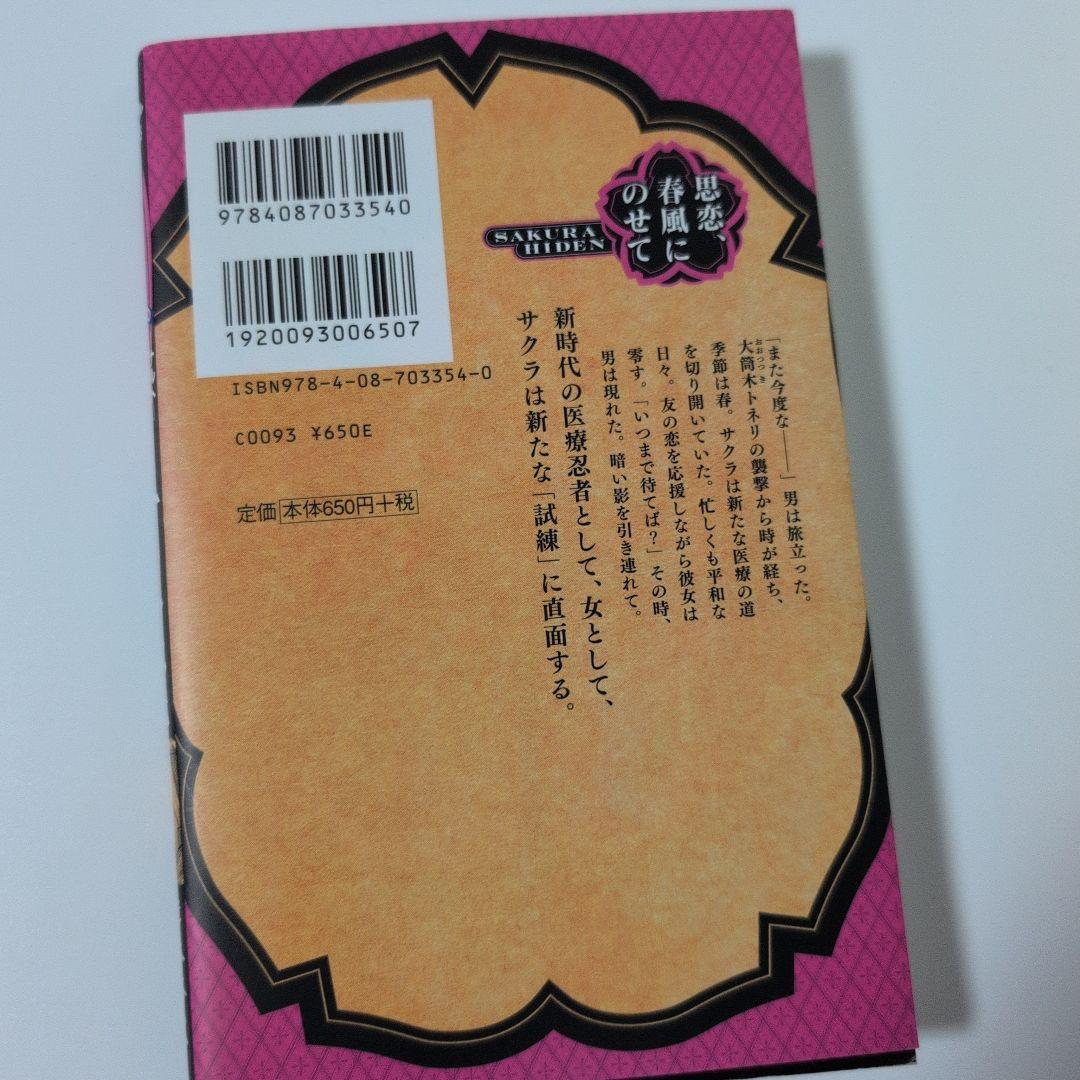 9784087033540
1920093006507
ISBN978-4-08-703354-0
C0093 ¥650E
定価 本体650円+税
思恋、
春風に
のせて
SAKURA
HIDEN
「また今度な――」男は旅立った。
大筒木トネリの襲撃から時が経ち、
おおつつき
季節は春。サクラは新たな医療の道
を切り開いていた。忙しくも平和な
日々。友の恋を応援しながら彼女は
零す。「いつまで待てば?」その時、
男は現れた。暗い影を引き連れて。
新時代の医療忍者として、女として、
サクラは新たな「試練」に直面する。